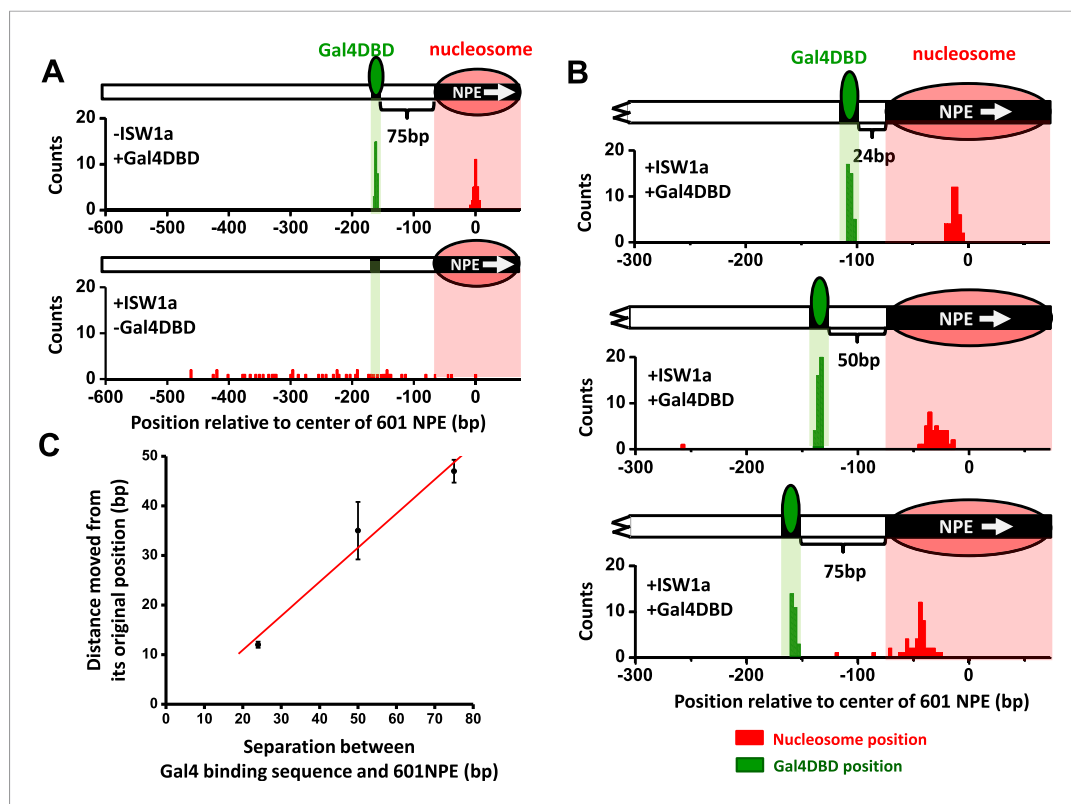 A
Gal4DBD
nucleosome
NPE
75bp
-ISW1a
+Gal4DBD
Counts
20
10
0
-600
-500
-400
-300
-200
-100
0
NPE
+ISW1a
-Gal4DBD
Counts
20
10
0
-600
-500
-400
-300
-200
-100
0
Position relative to center of 601 NPE (bp)
B
Gal4DBD
nucleosome
NPE
24bp
+ISW1a
+Gal4DBD
Counts
20
10
0
-300
-200
-100
0
NPE
50bp
+ISW1a
+Gal4DBD
Counts
20
10
0
-300
-200
-100
0
NPE
75bp
+ISW1a
+Gal4DBD
Counts
20
10
0
-300
-200
-100
0
Position relative to center of 601 NPE (bp)
Nucleosome position
Gal4DBD position
C
Distance moved from
its original position (bp)
50
40
30
20
10
0
0
10
20
30
40
50
60
70
80
Separation between
Gal4 binding sequence and 601NPE (bp)